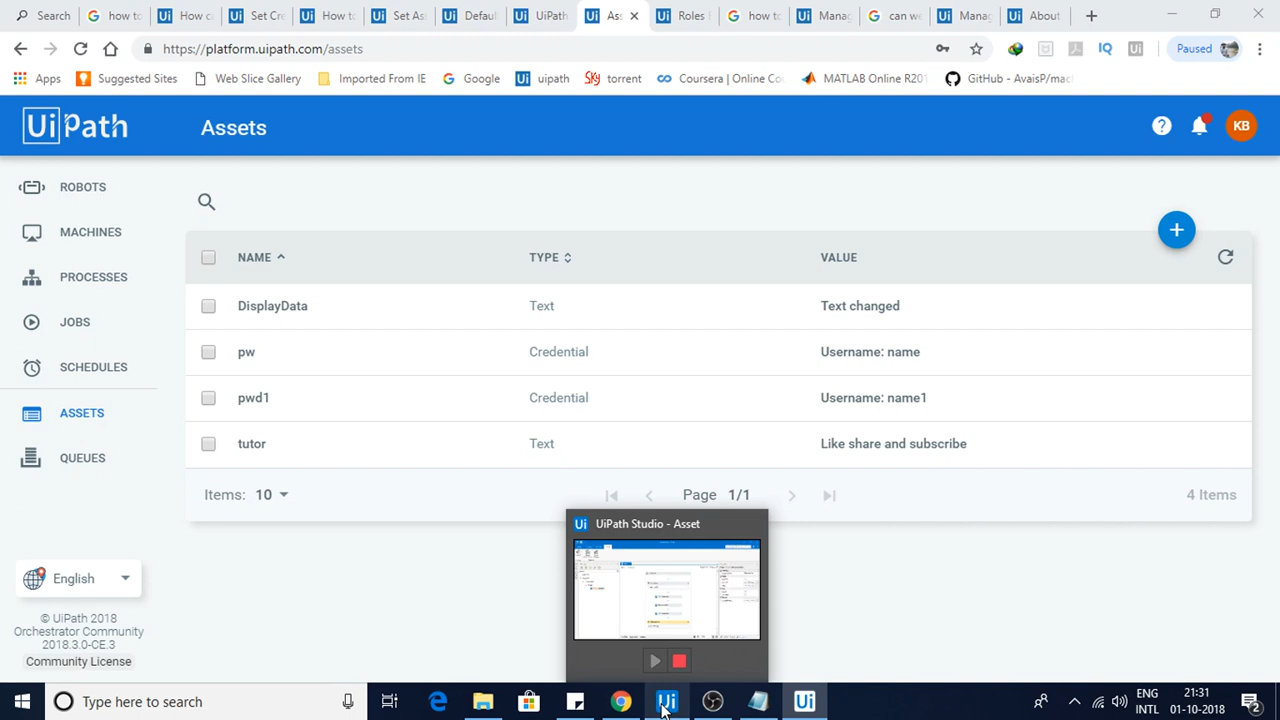 Search
how to
How ca
Set Cre
How to
Set As
Defau
UiPath
As
Roles
how to
Manag
can we
Manag
About
https://platform.uipath.com/assets
Paused
Apps
Suggested Sites
Web Slice Gallery
Imported From IE
Google
uipath
torrent
Coursera | Online Co
MATLAB Online R201
GitHub - AvaisP/mac
UiPath
Assets
KB
ROBOTS
MACHINES
PROCESSES
JOBS
SCHEDULES
ASSETS
QUEUES
NAME TYPE VALUE
DisplayData Text Text changed
pw Credential Username: name
pwd1 Credential Username: name1
tutor Text Like share and subscribe
Items: 10 Page 1/1 4 Items
UiPath Studio - Asset
English
© UiPath 2018
Orchestrator Community
2018.3.0-CE.3
Community License
Type here to search
ENG
INTL
21:31
01-10-2018
2